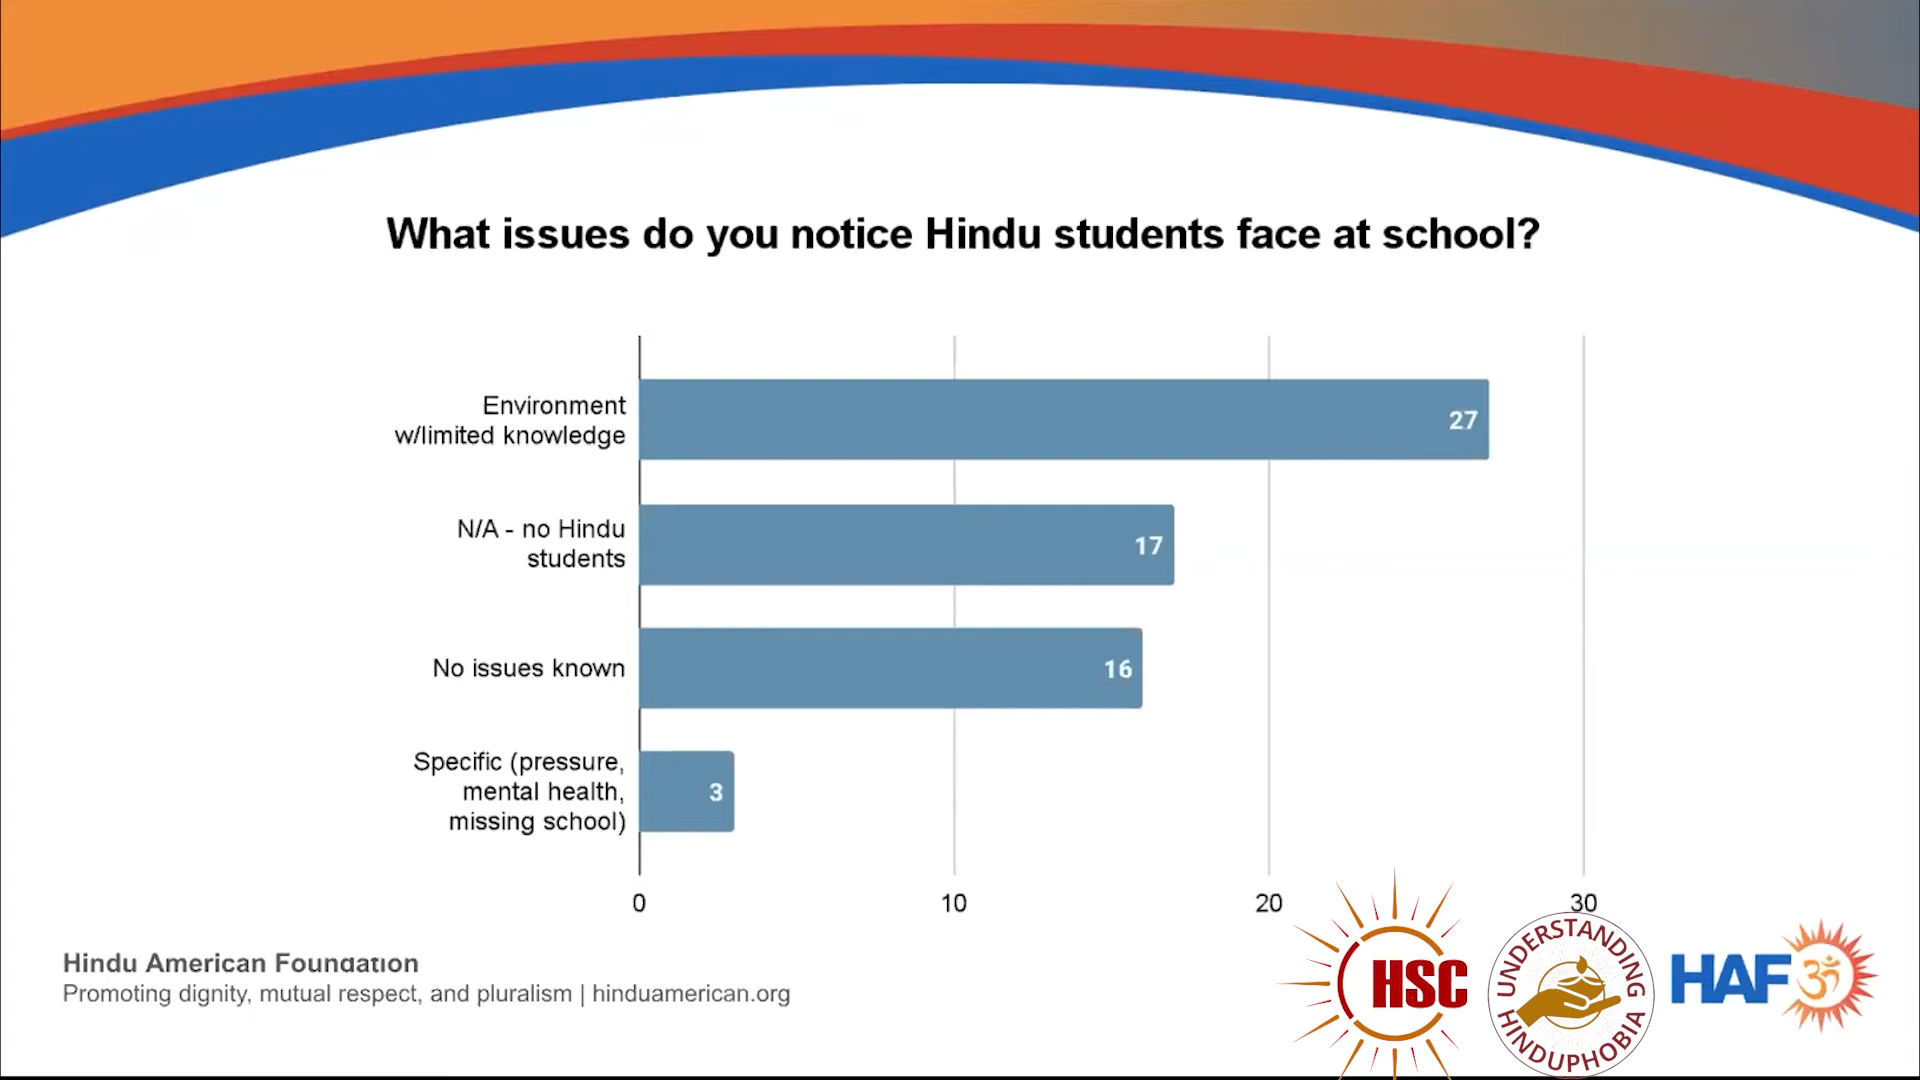 What issues do you notice Hindu students face at school?
Environment
w/limited knowledge
27
N/A - no Hindu
students
17
No issues known
16
Specific (pressure,
mental health,
missing school)
3
0 10 20 30
Hindu American Foundation
Promoting dignity, mutual respect, and pluralism | hinduamerican.org
HSC
UNDERSTANDING
HINDUPHOBIA
HAF
ॐ